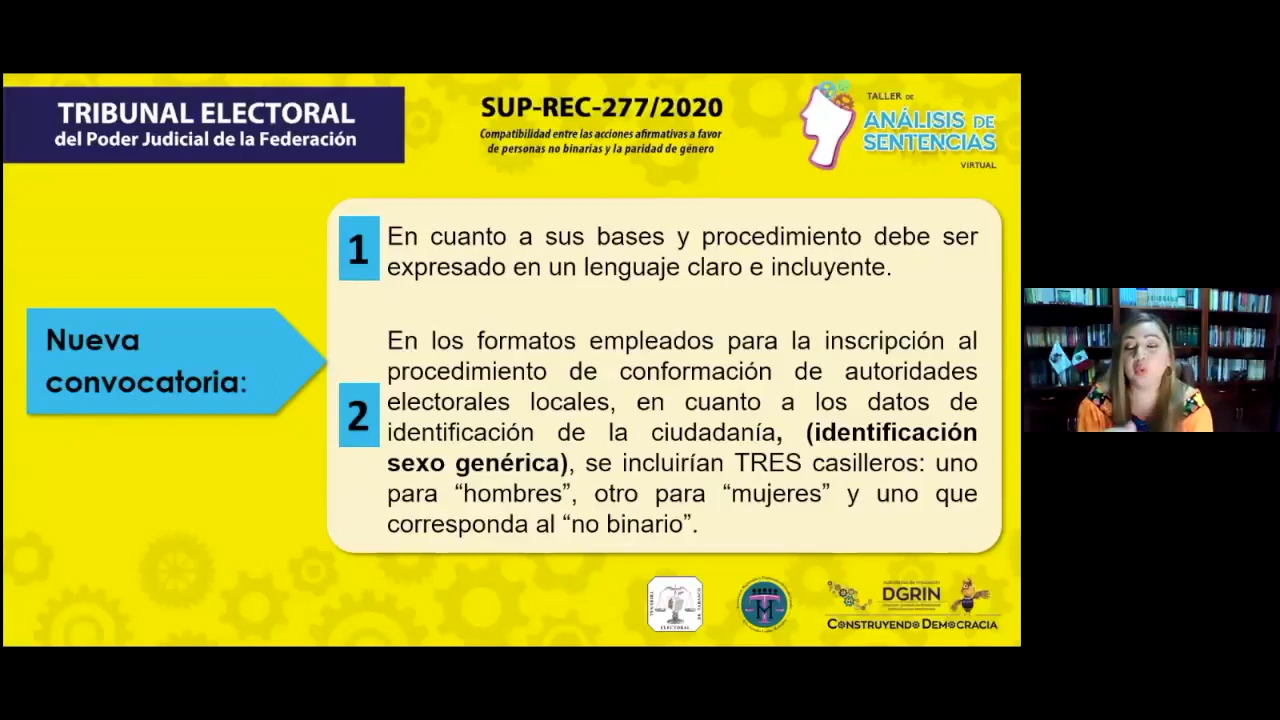 TRIBUNAL ELECTORAL
del Poder Judicial de la Federación
SUP-REC-277/2020
Compatibilidad entre las acciones afirmativas a favor
de personas no binarias y la paridad de género
TALLER DE
ANÁLISIS DE
SENTENCIAS
VIRTUAL
Nueva
convocatoria:
1
En cuanto a sus bases y procedimiento debe ser
expresado en un lenguaje claro e incluyente.
2
En los formatos empleados para la inscripción al
procedimiento de conformación de autoridades
electorales locales, en cuanto a los datos de
identificación de la ciudadanía, (identificación
sexo genérica), se incluirían TRES casilleros: uno
para “hombres”, otro para “mujeres” y uno que
corresponda al “no binario”.
TRIBUNAL
ELECTORAL
DE TABASCO
DGRIN
CONSTRUYENDO DEMOCRACIA